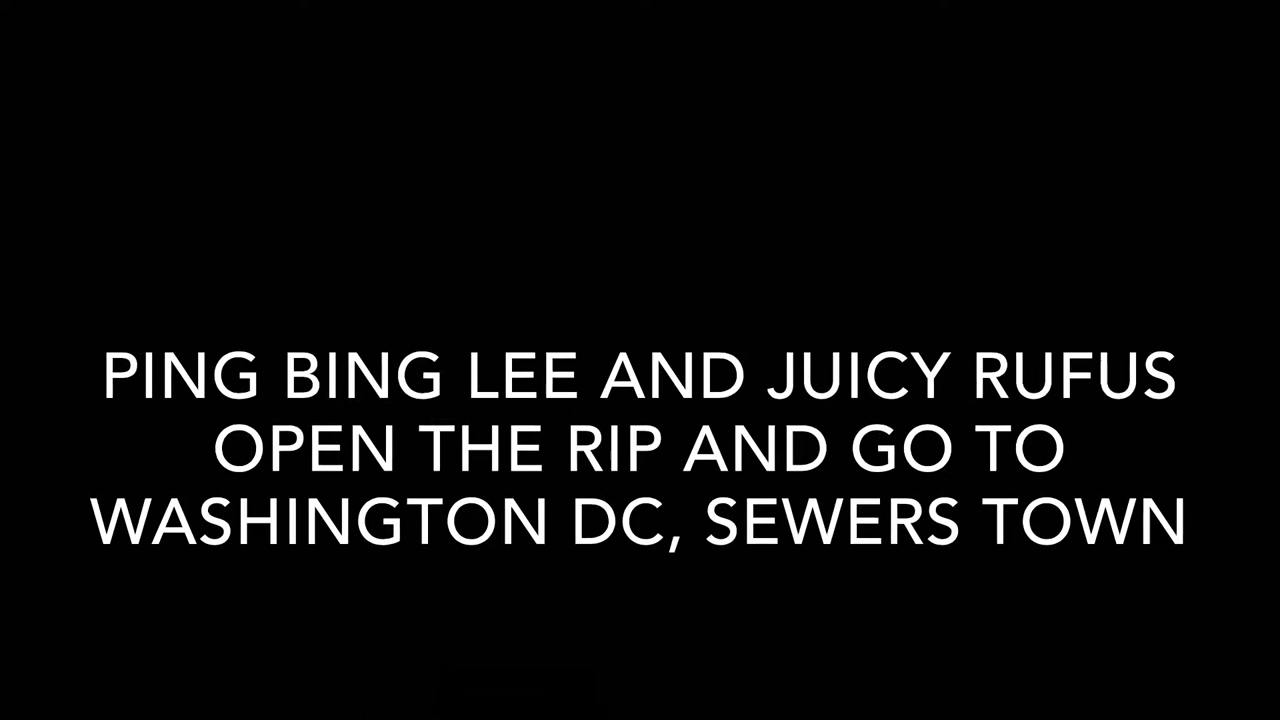 PING BING LEE AND JUICY RUFUS
OPEN THE RIP AND GO TO
WASHINGTON DC, SEWERS TOWN